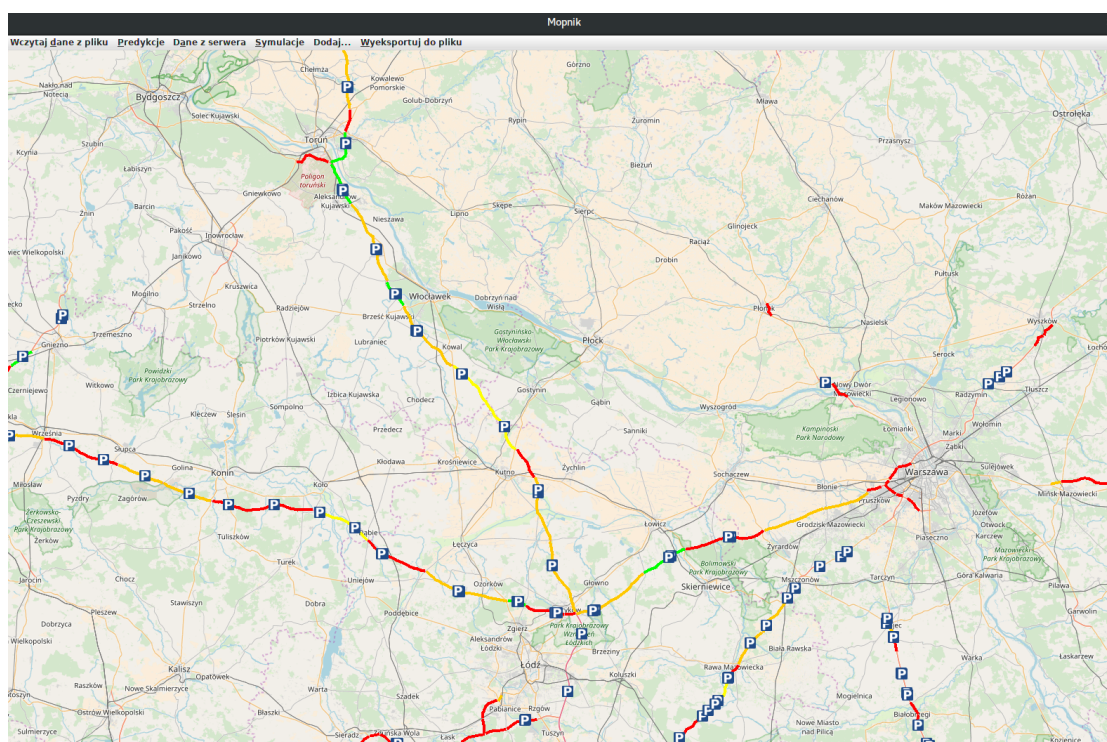 Mopnik
Wczytaj dane z pliku Predykcje Dane z serwera Symulacje Dodaj... Wyeksportuj do pliku
Górzno
Chełmża
Kowalewo
Pomorskie
Nakło nad
Notecią
Bydgoszcz
Golub-Dobrzyń
Mława
Ostrołęka
Solec Kujawski
Rypin
Żuromin
Szubin
Toruń
Przasnysz
Kcynia
Łabiszyn
Poligon
toruński
Bieżuń
Gniewkowo
Aleksandrów
Kujawski
Różan
Żnin
Barcin
Nieszawa
Lipno
Skępe
Sierpc
Ciechanów
Maków Mazowiecki
Pakość
Inowrocław
Glinojeck
Raciąż
Janikowo
Drobin
Pułtusk
Mogilno
Kruszwica
Strzelno
Radziejów
Włocławek
Dobrzyń nad
Wisłą
Brześć Kujawski
Płońsk
Nasielsk
Wyszków
Trzemeszno
Piotrków Kujawski
Lubraniec
Gostynińsko-
Włocławski
Park Krajobrazowy
Płock
Gniezno
Kowal
Serock
Łochów
Powidzki
Park Krajobrazowy
Czerniejewo
Witkowo
Izbica Kujawska
Chodecz
Gostynin
Gąbin
Nowy Dwór
Mazowiecki
Legionowo
Radzymin
Tłuszcz
Kleczew
Ślesin
Sompolno
Wyszogród
Przedecz
Sanniki
Kampinoski
Park Narodowy
Łomianki
Marki
Wołomin
Ząbki
Września
Słupca
Golina
Konin
Kłodawa
Krośniewice
Żychlin
Kutno
Sochaczew
Błonie
Warszawa
Sulejówek
Miłosław
Pyzdry
Zagórów
Koło
Pruszków
Mińsk Mazowiecki
Żerkowsko-
Czeszewski
Park Krajobrazowy
Żerków
Tuliszków
Dąbie
Łęczyca
Łowicz
Grodzisk Mazowiecki
Józefów
Otwock
Piaseczno
Karczew
Żyrardów
Mazowiecki
Park Krajobrazowy
Bolimowski
Park Krajobrazowy
Jarocin
Chocz
Turek
Uniejów
Ozorków
Głowno
Skierniewice
Mszczonów
Tarczyn
Góra Kalwaria
Pilawa
Pleszew
Stawiszyn
Dobra
Poddębice
Garwolin
Dobrzyca
Zgierz
Park Krajobrazowy
Wzniesień
Łódzkich
Brzeziny
Aleksandrów
Łódzki
Biała Rawska
Warka
Łaskarzew
Kalisz
Opatówek
Łódź
Koluszki
Rawa Mazowiecka
Raszków
Nowe Skalmierzyce
Warta
Szadek
Mogielnica
Ostrów Wielkopolski
Błaszki
Pabianice
Rzgów
Białobrzegi
Nowe Miasto
nad Pilicą
Sulmierzyce
Sieradz
Zduńska Wola
Łask
Tuszyn
Kozienice